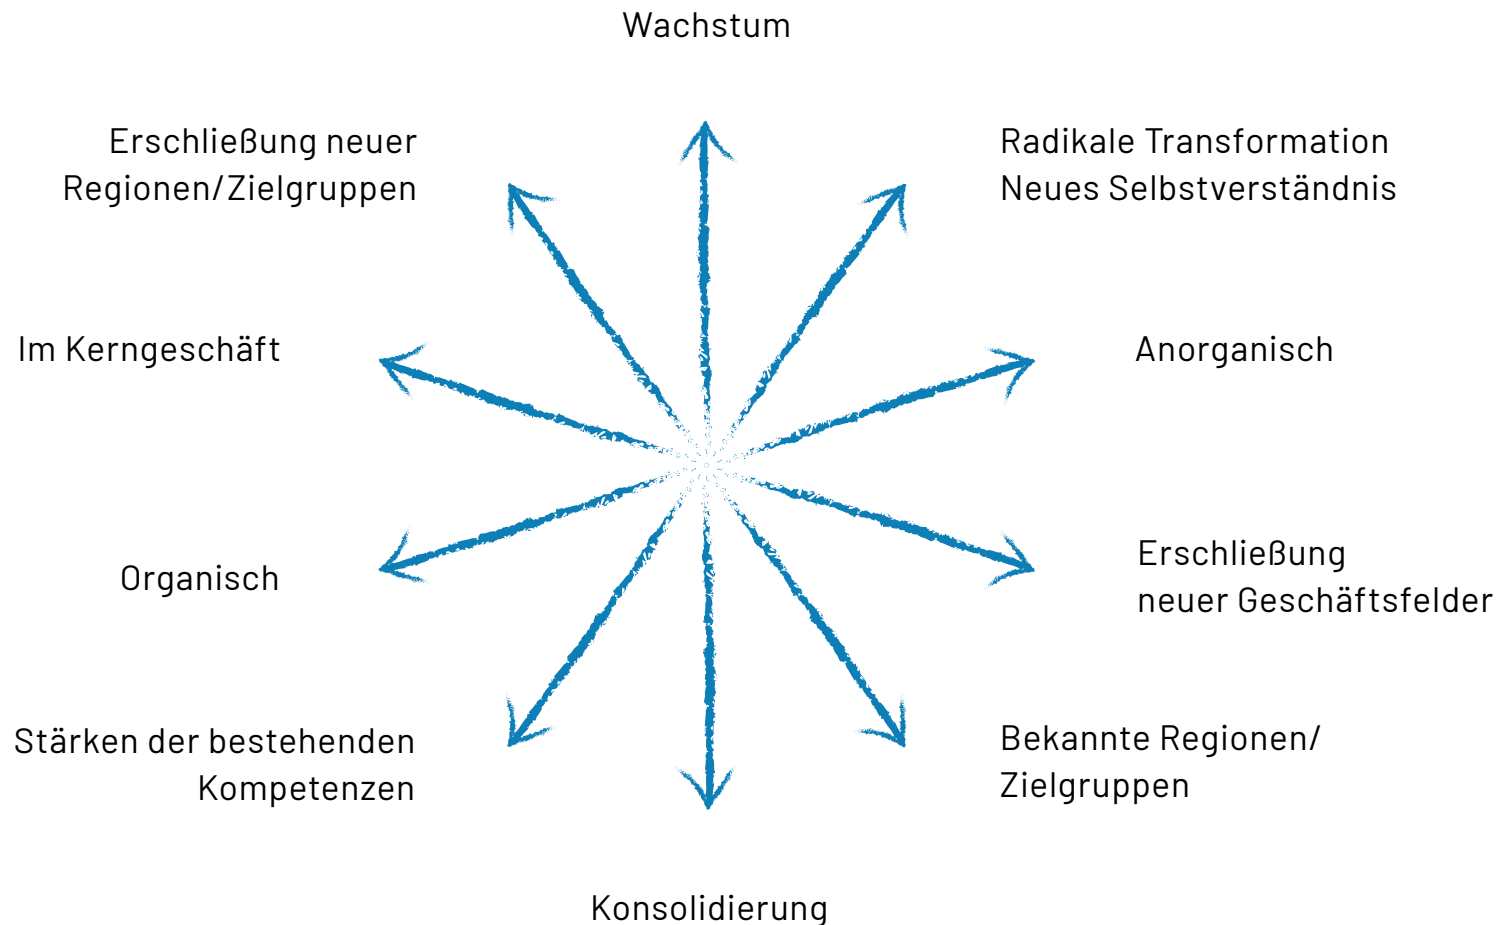 Wachstum
Erschließung neuer
Regionen/Zielgruppen
Radikale Transformation
Neues Selbstverständnis
Im Kerngeschäft
Anorganisch
Organisch
Erschließung
neuer Geschäftsfelder
Stärken der bestehenden
Kompetenzen
Bekannte Regionen/
Zielgruppen
Konsolidierung